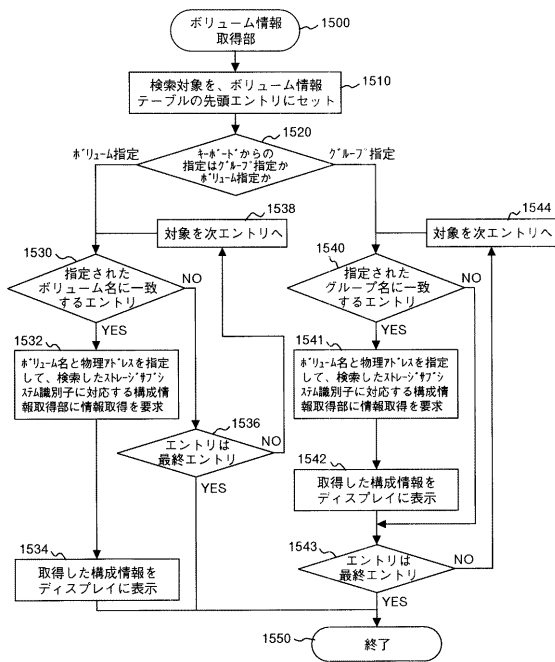 ボリューム情報
取得部
1500
検索対象を、ボリューム情報
テーブルの先頭エントリにセット
1510
1520
ボリューム指定
キーボードからの
指定はグループ指定か
ボリューム指定か
グループ指定
1538
対象を次エントリへ
1544
対象を次エントリへ
1530
指定された
ボリューム名に一致
するエントリ
NO
YES
1540
指定された
グループ名に一致
するエントリ
NO
YES
1532
ボリューム名と物理アドレスを指定
して、検索したストレージサブシ
ステム識別子に対応する構成情
報取得部に情報取得を要求
1541
ボリューム名と物理アドレスを指定
して、検索したストレージサブシ
ステム識別子に対応する構成情
報取得部に情報取得を要求
1536
エントリは
最終エントリ
NO
YES
1542
取得した構成情報を
ディスプレイに表示
1534
取得した構成情報を
ディスプレイに表示
1543
エントリは
最終エントリ
NO
YES
1550
終了